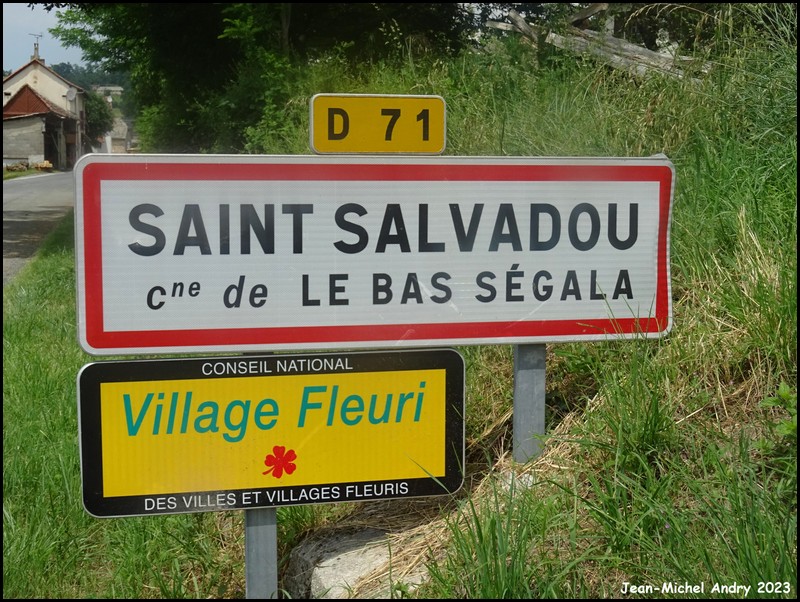 D 71
SAINT SALVADOU
cne de LE BAS SÉGALA
CONSEIL NATIONAL
Village Fleuri
DES VILLES ET VILLAGES FLEURIS
Jean-Michel Andry 2023